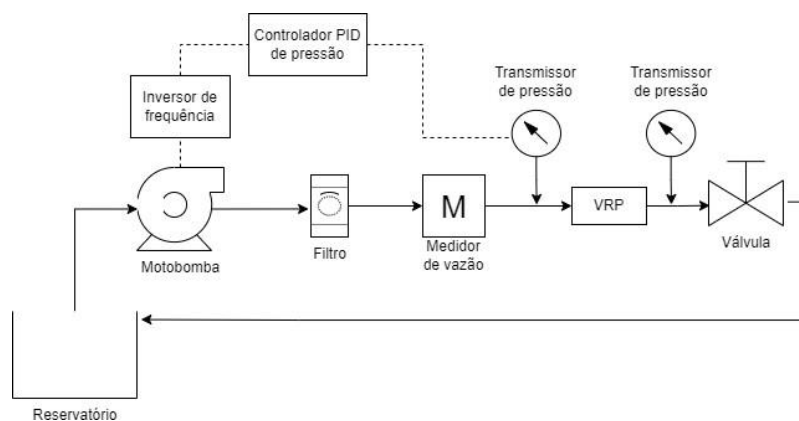 Controlador PID
de pressão
Inversor de
frequência
Transmissor
de pressão
Transmissor
de pressão
M
VRP
Motobomba
Filtro
Medidor
de vazão
Válvula
Reservatório